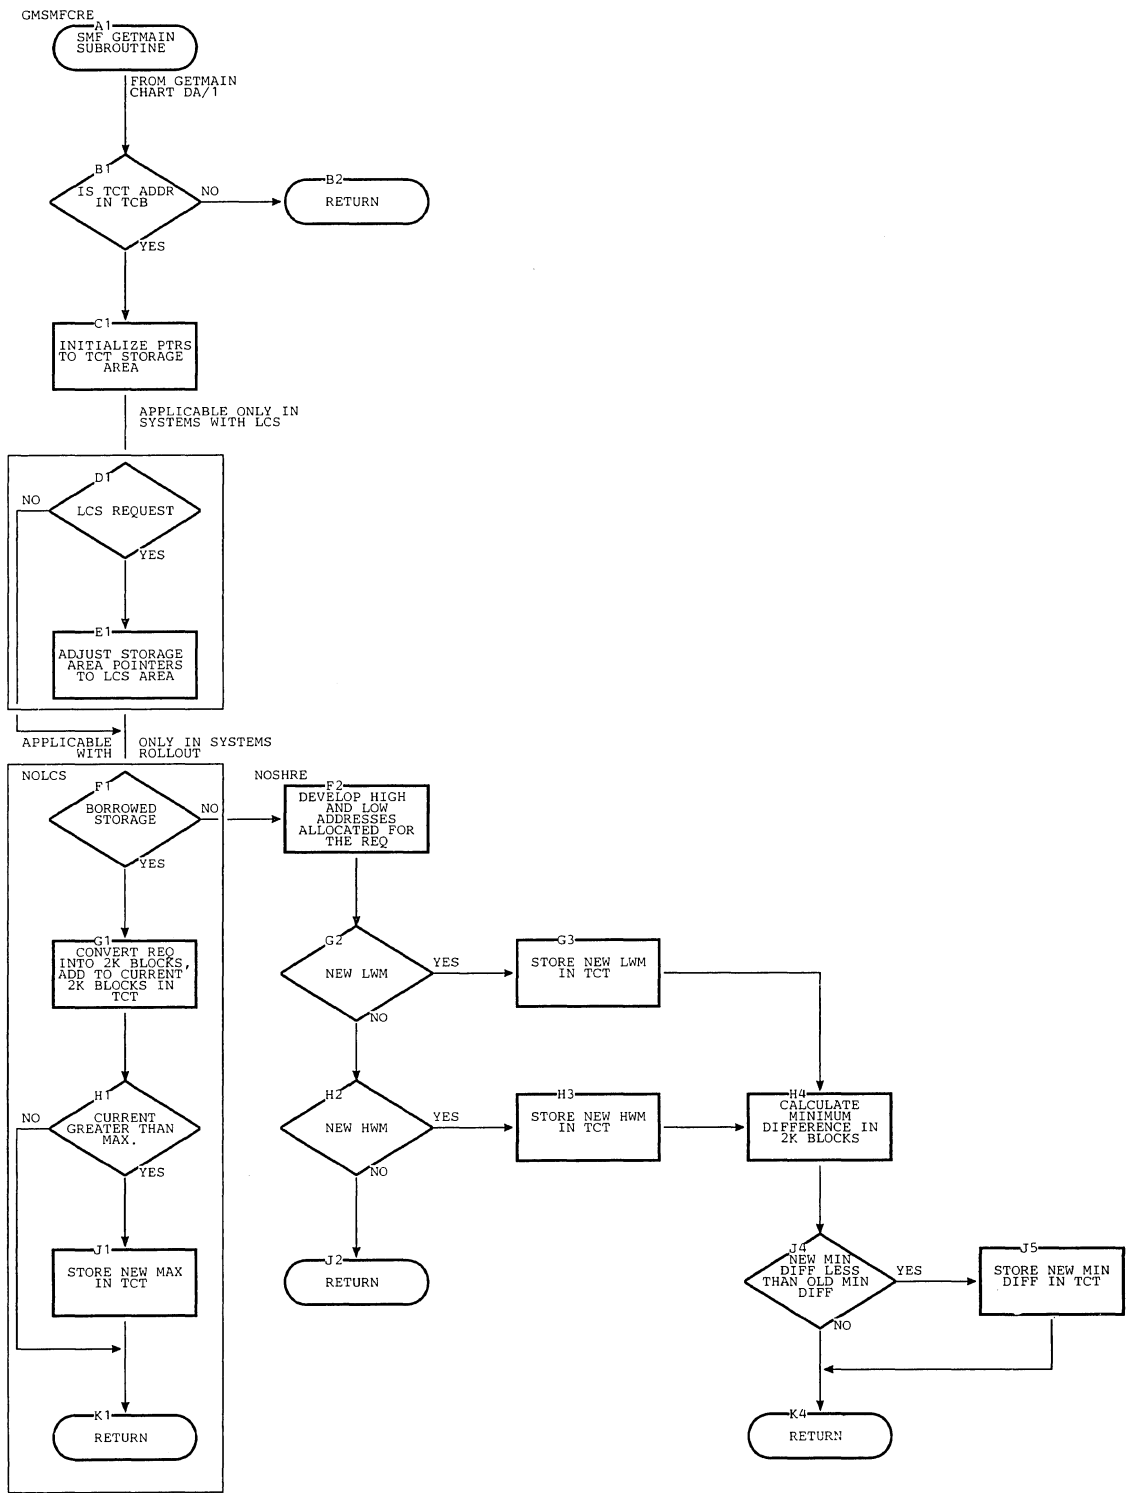 GMSMFCRE
A1
SMF GETMAIN
SUBROUTINE
FROM GETMAIN
CHART DA/1
B1
IS TCT ADDR
IN TCB
NO
YES
B2
RETURN
C1
INITIALIZE PTRS
TO TCT STORAGE
AREA
APPLICABLE ONLY IN
SYSTEMS WITH LCS
D1
LCS REQUEST
NO
YES
E1
ADJUST STORAGE
AREA POINTERS
TO LCS AREA
APPLICABLE ONLY IN SYSTEMS
WITH ROLLOUT
NOLCS
F1
BORROWED
STORAGE
NO
YES
NOSHRE
F2
DEVELOP HIGH
AND LOW
ADDRESSES
ALLOCATED FOR
THE REQ
G1
CONVERT REQ
INTO 2K BLOCKS,
ADD TO CURRENT
2K BLOCKS IN
TCT
G2
NEW LWM
YES
NO
G3
STORE NEW LWM
IN TCT
H1
CURRENT
GREATER THAN
MAX.
NO
YES
H2
NEW HWM
YES
NO
H3
STORE NEW HWM
IN TCT
H4
CALCULATE
MINIMUM
DIFFERENCE IN
2K BLOCKS
J1
STORE NEW MAX
IN TCT
J2
RETURN
J4
NEW MIN
DIFF LESS
THAN OLD MIN
DIFF
YES
NO
J5
STORE NEW MIN
DIFF IN TCT
K1
RETURN
K4
RETURN